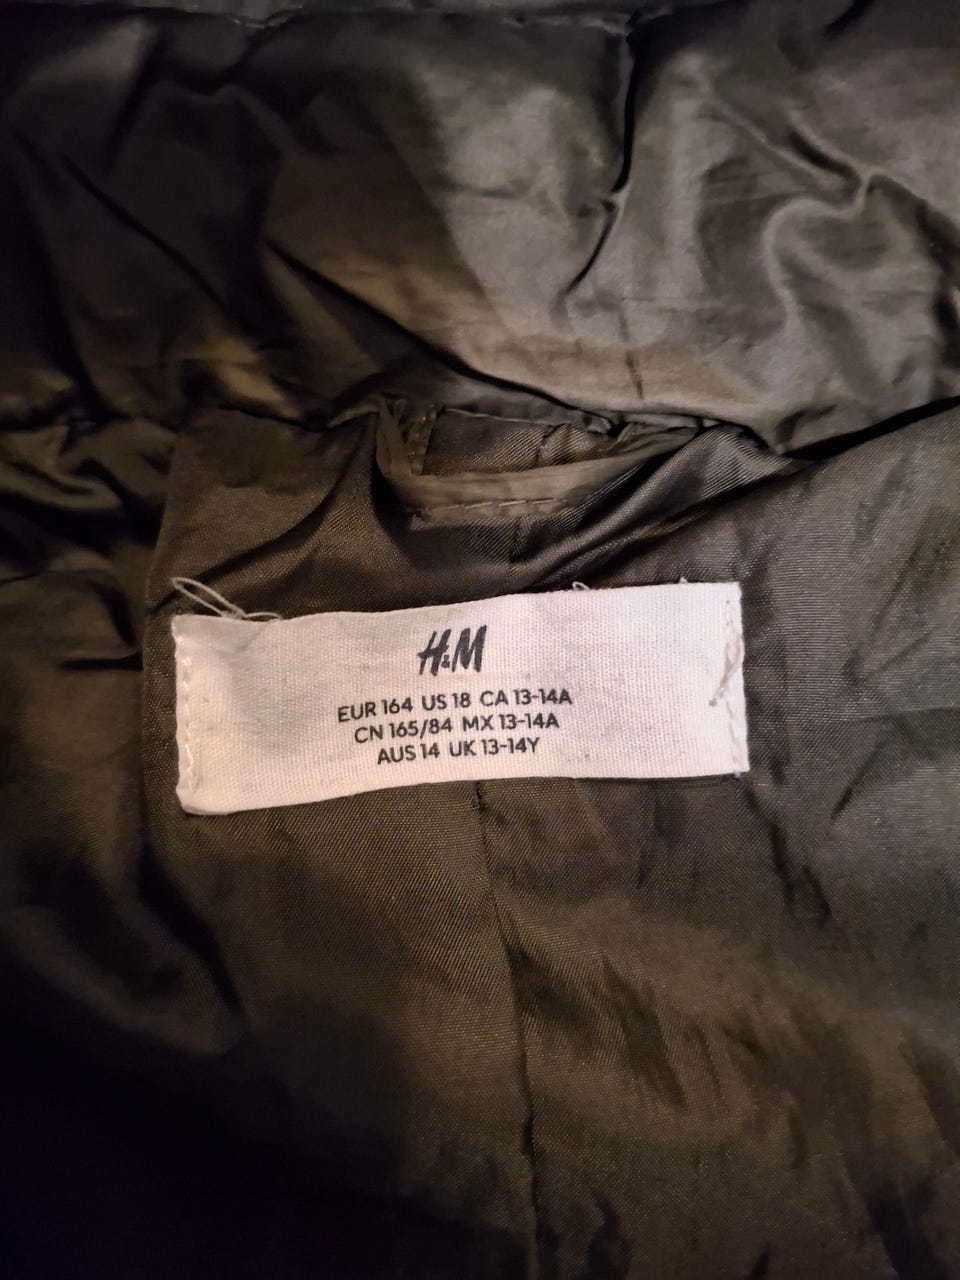 H&M
EUR 164 US 18 CA 13-14A
CN 165/84 MX 13-14A
AUS 14 UK 13-14Y